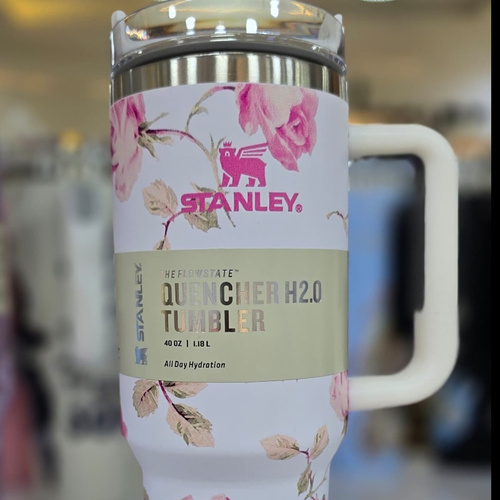 STANLEY®
STANLEY
THE FLOWSTATE™
QUENCHER H2.0
TUMBLER
40 OZ | 1.18 L
All Day Hydration